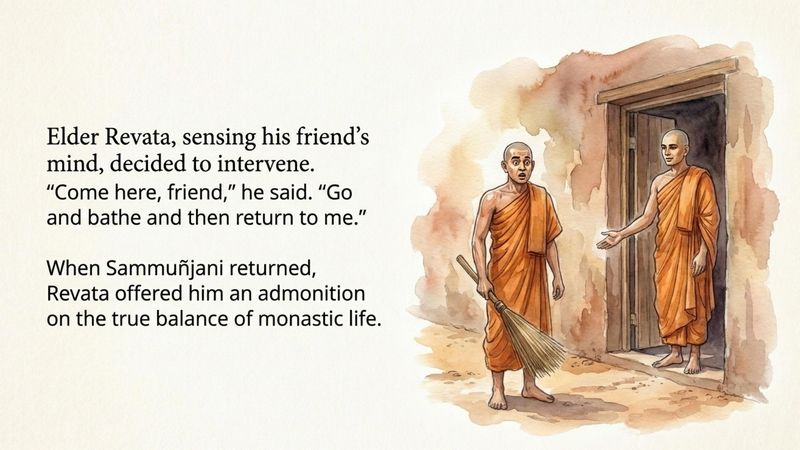 Elder Revata, sensing his friend’s
mind, decided to intervene.
“Come here, friend,” he said. “Go
and bathe and then return to me.”
When Sammuñjani returned,
Revata offered him an admonition
on the true balance of monastic life.